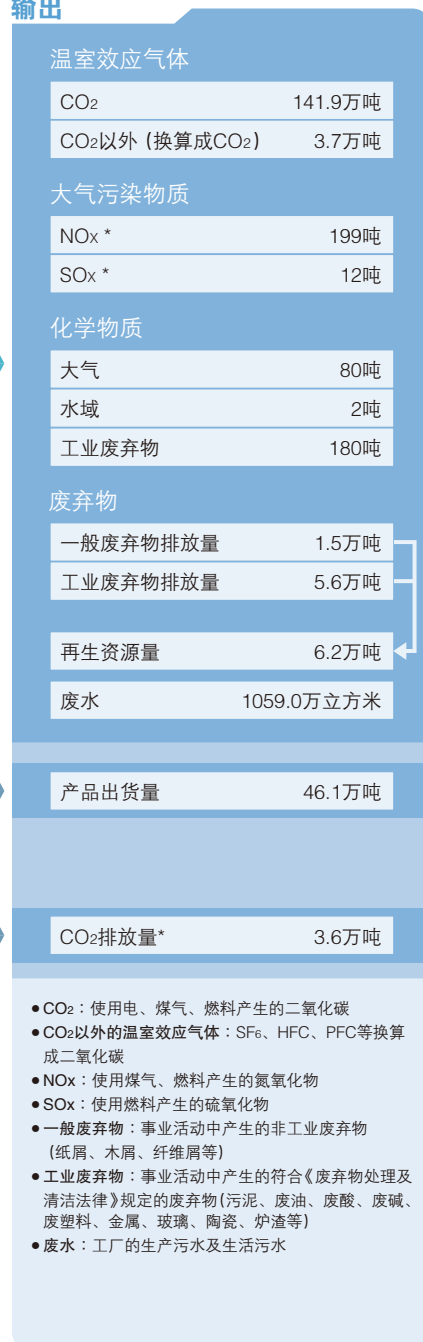 输出
温室效应气体
CO2 141.9万吨
CO2以外（换算成CO2） 3.7万吨
大气污染物质
NOX * 199吨
SOX * 12吨
化学物质
大气 80吨
水域 2吨
工业废弃物 180吨
废弃物
一般废弃物排放量 1.5万吨
工业废弃物排放量 5.6万吨
再生资源量 6.2万吨
废水 1059.0万立方米
产品出货量 46.1万吨
CO2排放量* 3.6万吨
●CO2：使用电、煤气、燃料产生的二氧化碳
●CO2以外的温室效应气体：SF6、HFC、PFC等换算
成二氧化碳
●NOx：使用煤气、燃料产生的氮氧化物
●SOx：使用燃料产生的硫氧化物
●一般废弃物：事业活动中产生的非工业废弃物
（纸屑、木屑、纤维屑等）
●工业废弃物：事业活动中产生的符合《废弃物处理及
清洁法律》规定的废弃物（污泥、废油、废酸、废碱、
废塑料、金属、玻璃、陶瓷、炉渣等）
●废水：工厂的生产污水及生活污水